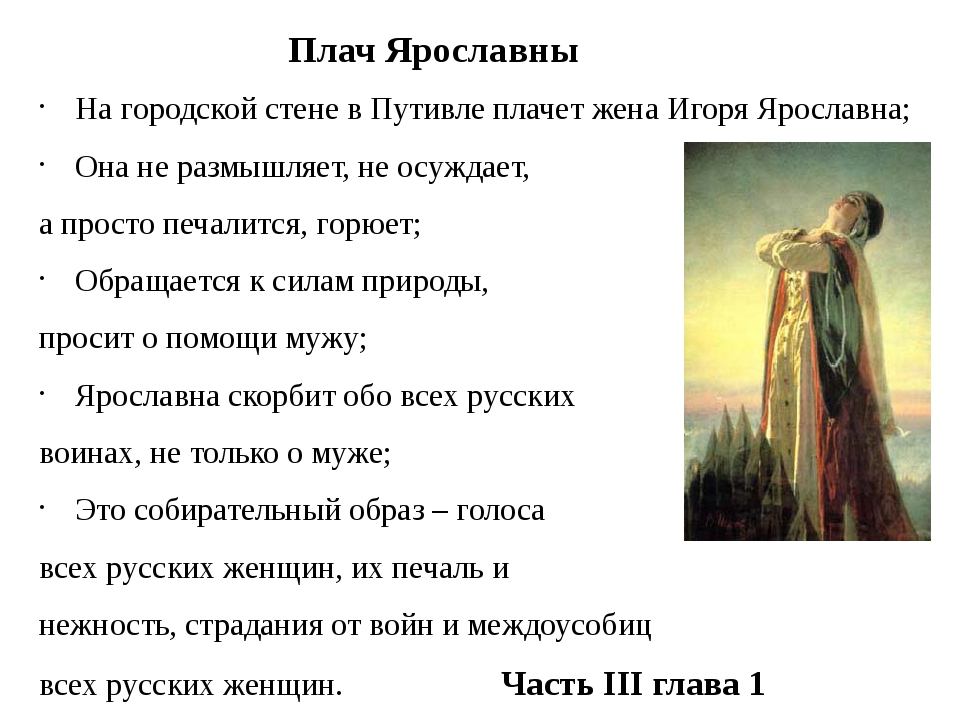 Плач Ярославны
· На городской стене в Путивле плачет жена Игоря Ярославна;
· Она не размышляет, не осуждает,
а просто печалится, горюет;
· Обращается к силам природы,
просит о помощи мужу;
· Ярославна скорбит обо всех русских
воинах, не только о муже;
· Это собирательный образ – голоса
всех русских женщин, их печаль и
нежность, страдания от войн и междоусобиц
всех русских женщин. Часть III глава 1